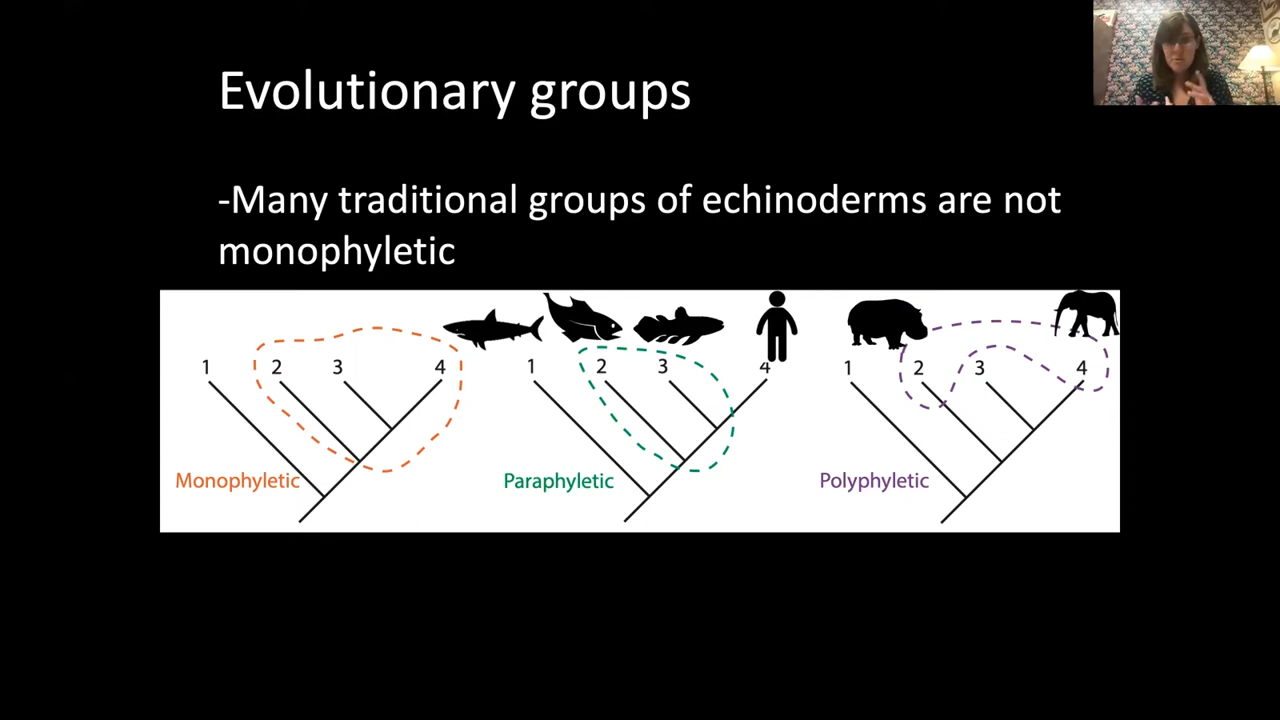 Evolutionary groups
-Many traditional groups of echinoderms are not
monophyletic
1 2 3 4
Monophyletic
1 2 3 4
Paraphyletic
1 2 3 4
Polyphyletic